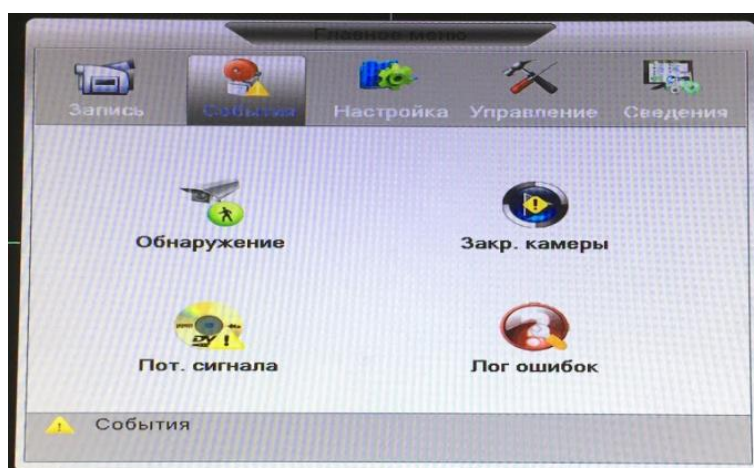 Главное меню
Запись События Настройка Управление Сведения
Обнаружение Закр. камеры
Пот. сигнала Лог ошибок
События